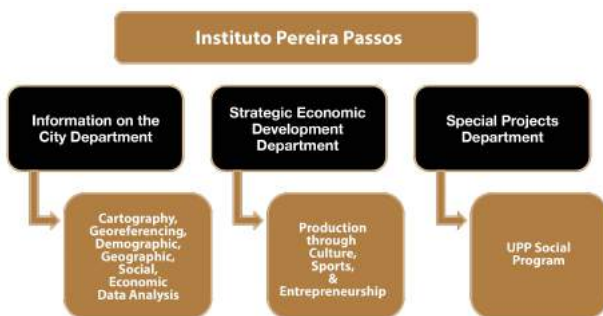 Instituto Pereira Passos
Information on the
City Department
Strategic Economic
Development
Department
Special Projects
Department
Cartography,
Georeferencing,
Demographic,
Geographic,
Social,
Economic
Data Analysis
Production
through
Culture,
Sports,
&
Entrepreneurship
UPP Social
Program